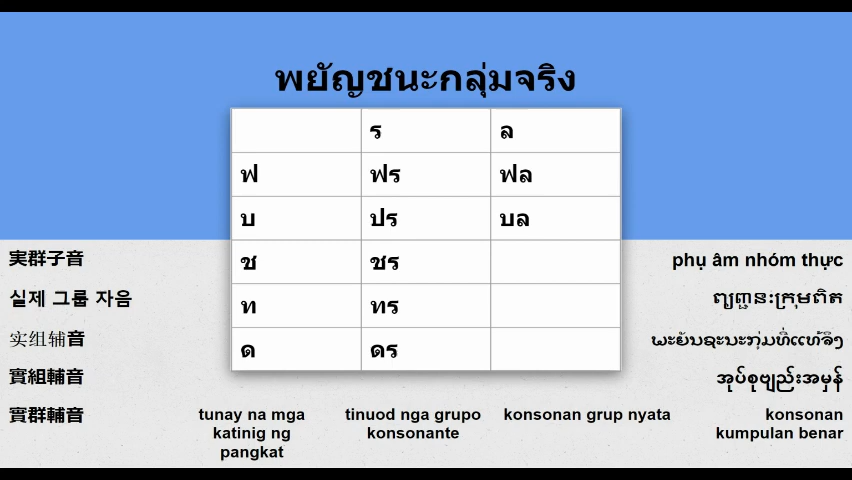 พยัญชนะกลุ่มจริง
ร ล
ฟ ฟร ฟล
บ ปร บล
ช ชร
ท ทร
ด ดร
実群子音
실제 그룹 자음
实组辅音
實組輔音
實群輔音
phụ âm nhóm thực
ព្យព្ជានះក្រុមពិត
ພະຍັນຊະນະກຸ່ມທີ່ແທ້ຈິງ
အုပ်စုဗျည်းအမှန်
tunay na mga
katinig ng
pangkat
tinuod nga grupo
konsonante
konsonan grup nyata
konsonan
kumpulan benar